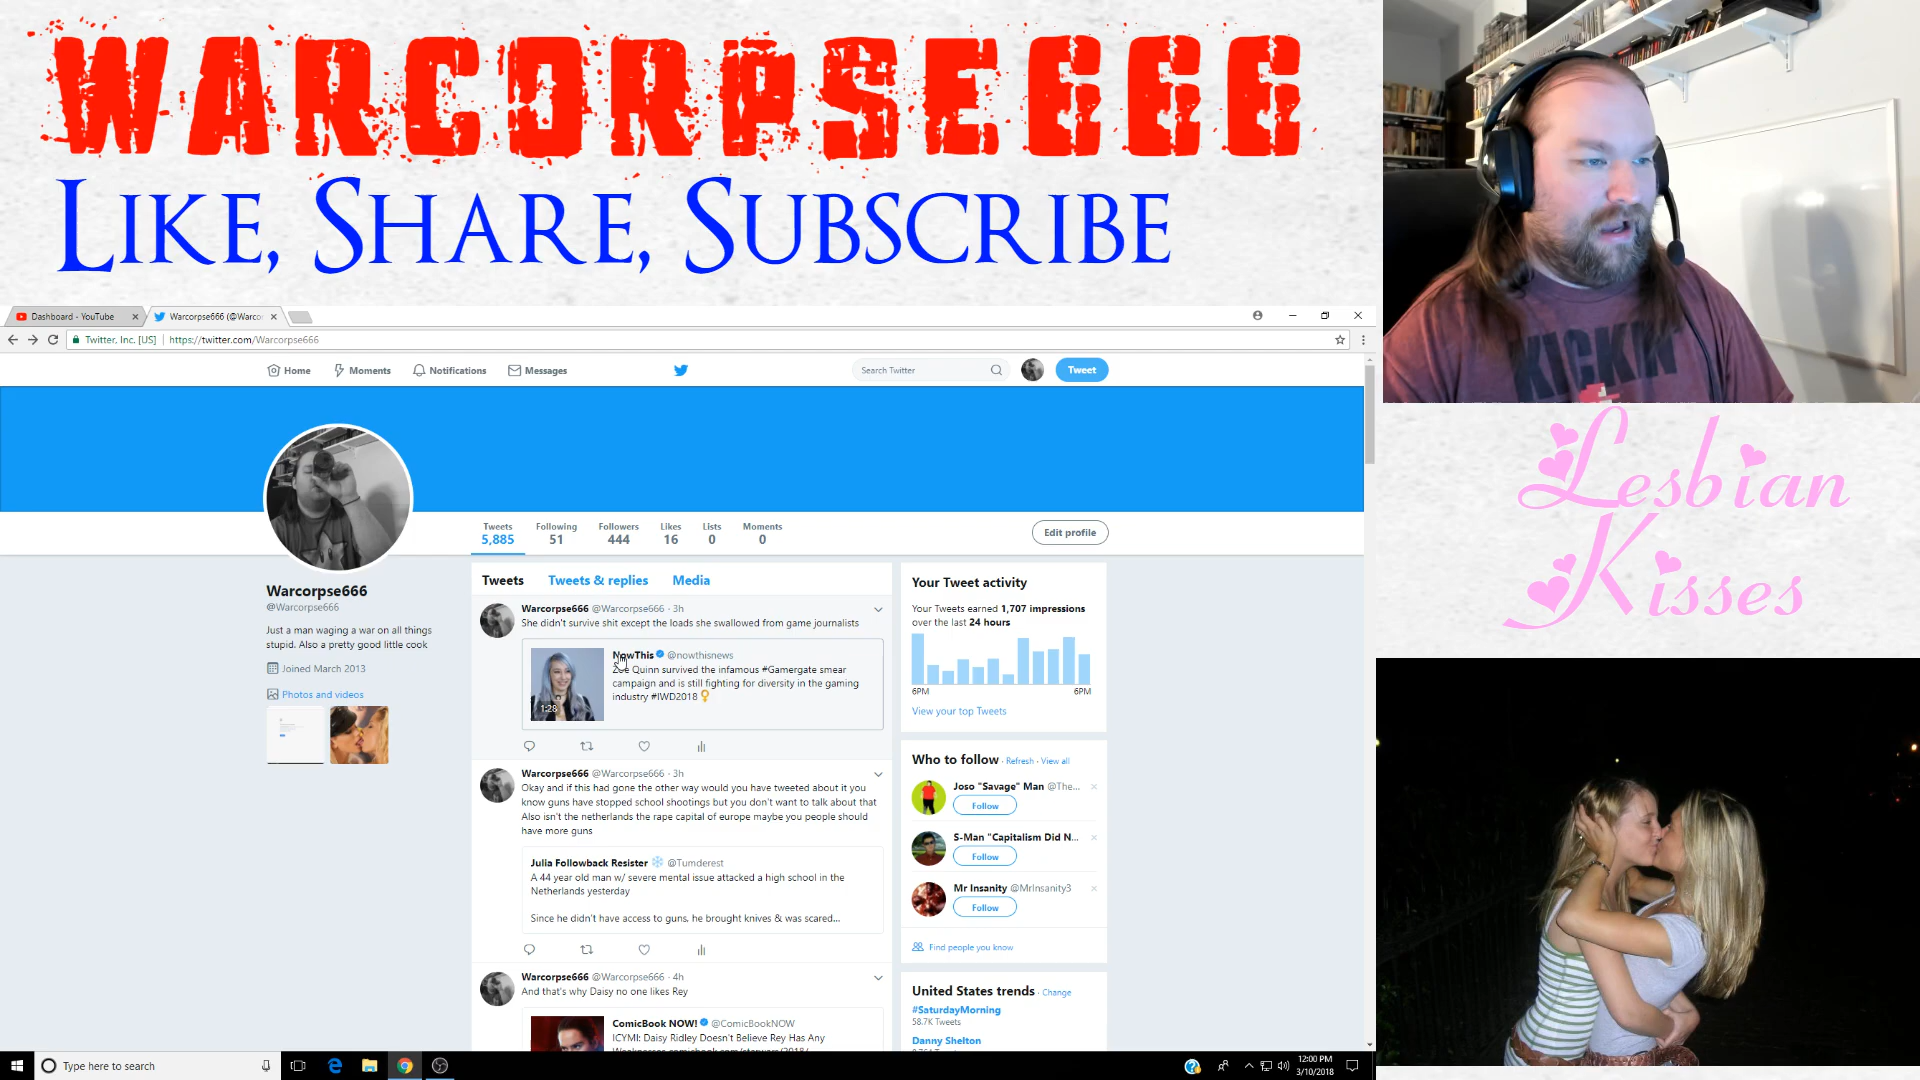 WARCORPSE666
LIKE, SHARE, SUBSCRIBE
Dashboard - YouTube
Warcorpse666 (@Warco
Twitter, Inc. [US]
https://twitter.com/Warcorpse666
Home
Moments
Notifications
Messages
Search Twitter
Tweet
Tweets
5,885
Following
51
Followers
444
Likes
16
Lists
0
Moments
0
Edit profile
Warcorpse666
@Warcorpse666
Just a man waging a war on all things
stupid. Also a pretty good little cook
Joined March 2013
Photos and videos
Tweets
Tweets & replies
Media
Warcorpse666 @Warcorpse666 · 3h
She didn't survive shit except the loads she swallowed from game journalists
NowThis @nowthisnews
Zoë Quinn survived the infamous #Gamergate smear
campaign and is still fighting for diversity in the gaming
industry #IWD2018
1:28
Warcorpse666 @Warcorpse666 · 3h
Okay and if this had gone the other way would you have tweeted about it you
know guns have stopped school shootings but you don't want to talk about that
Also isn't the netherlands the rape capital of europe maybe you people should
have more guns
Julia Followback Resister @Tumderest
A 44 year old man w/ severe mental issue attacked a high school in the
Netherlands yesterday
Since he didn't have access to guns, he brought knives & was scared...
Warcorpse666 @Warcorpse666 · 4h
And that's why Daisy no one likes Rey
ComicBook NOW! @ComicBookNOW
ICYMI: Daisy Ridley Doesn't Believe Rey Has Any
Your Tweet activity
Your Tweets earned 1,707 impressions
over the last 24 hours
6PM
6PM
View your top Tweets
Who to follow · Refresh · View all
Joso "Savage" Man @The...
Follow
S-Man "Capitalism Did N...
Follow
Mr Insanity @MrInsanity3
Follow
Find people you know
United States trends · Change
#SaturdayMorning
58.7K Tweets
Danny Shelton
KICKN
Lesbian
Kisses
Type here to search
12:00 PM
3/10/2018